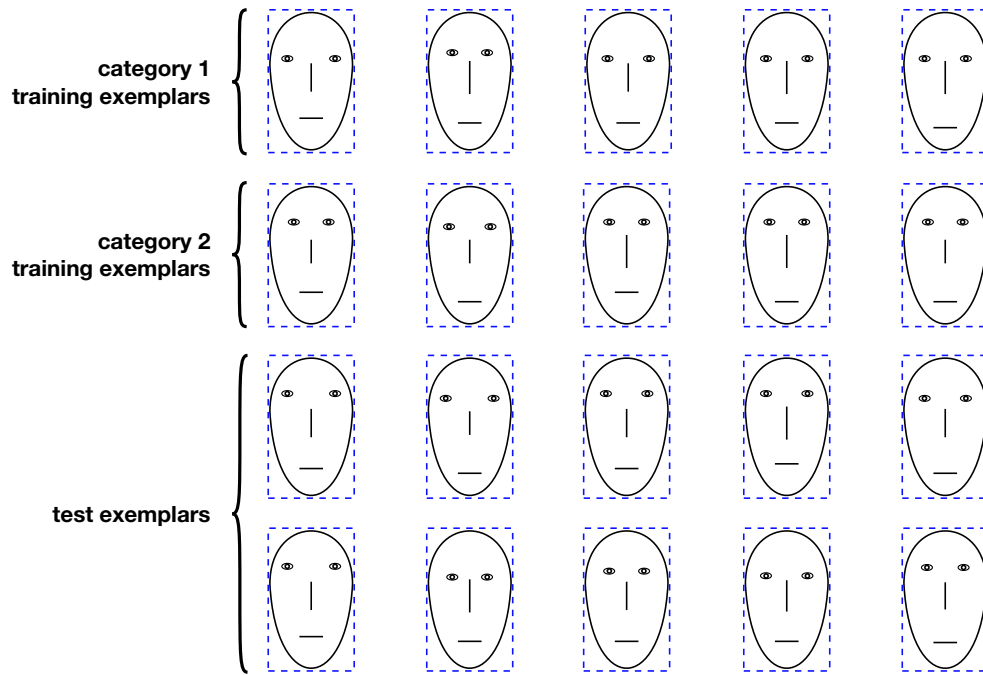 category 1
training exemplars
category 2
training exemplars
test exemplars